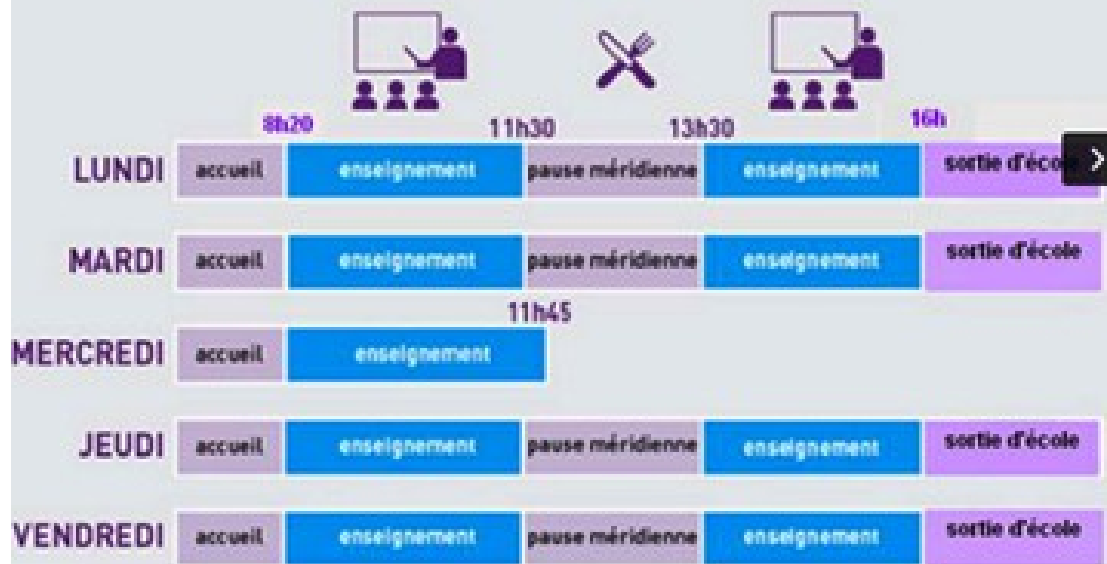 8h20 11h30 13h30 16h
LUNDI accueil enseignement pause méridienne enseignement sortie d'éco
MARDI accueil enseignement pause méridienne enseignement sortie d'école
11h45
MERCREDI accueil enseignement
JEUDI accueil enseignement pause méridienne enseignement sortie d'école
VENDREDI accueil enseignement pause méridienne enseignement sortie d'école